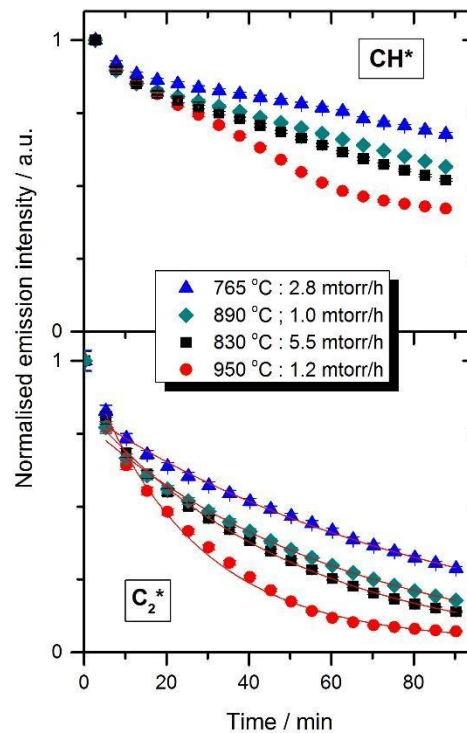 1
CH*
Normalised emission intensity / a.u.
765 °C : 2.8 mtorr/h
890 °C ; 1.0 mtorr/h
830 °C : 5.5 mtorr/h
950 °C : 1.2 mtorr/h
0
1
C₂*
0
0 20 40 60 80
Time / min